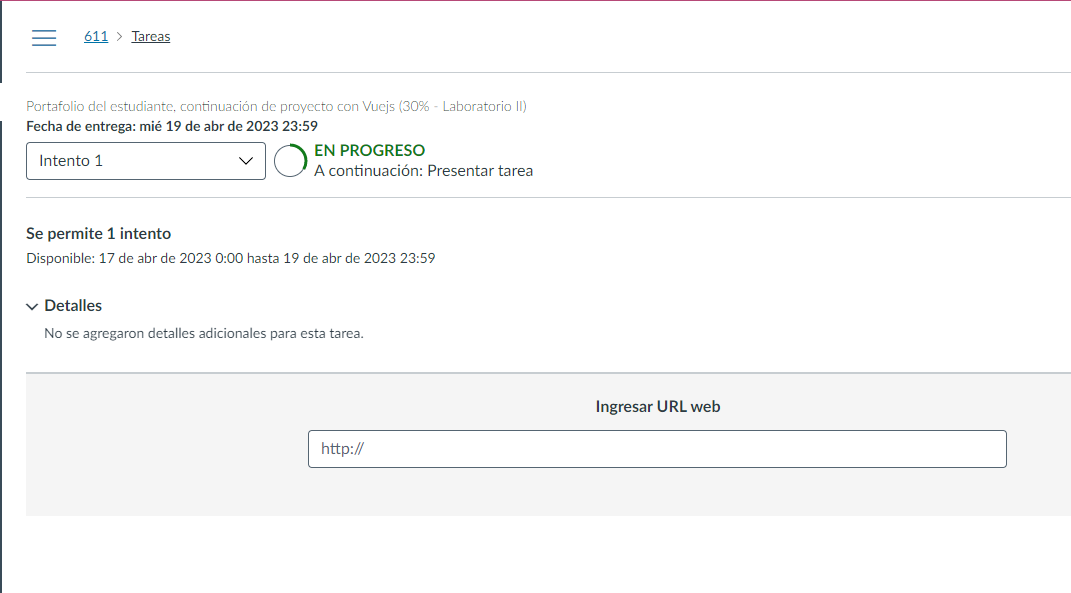 611 > Tareas
Portafolio del estudiante, continuación de proyecto con Vuejs (30% - Laboratorio II)
Fecha de entrega: mié 19 de abr de 2023 23:59
Intento 1
EN PROGRESO
A continuación: Presentar tarea
Se permite 1 intento
Disponible: 17 de abr de 2023 0:00 hasta 19 de abr de 2023 23:59
Detalles
No se agregaron detalles adicionales para esta tarea.
Ingresar URL web
http://